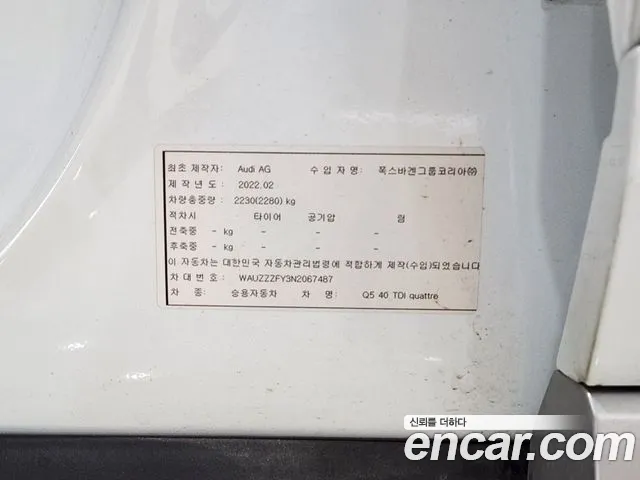 최초 제작자: Audi AG 수 입 자 명: 폭스바겐그룹코리아㈜
제 작 년 도 : 2022.02
차량총중량 : 2230(2280) kg
적차시 타이어 공기압 림
전축중 - kg - - -
후축중 - kg - - -
이 자동차는 대한민국 자동차관리법령에 적합하게 제작(수입)되었습니다
차 대 번 호 : WAUZZZFY3N2067487
차 종: 승용자동차 차 명: Q5 40 TDI quattro
신뢰를 더하다
encar.com